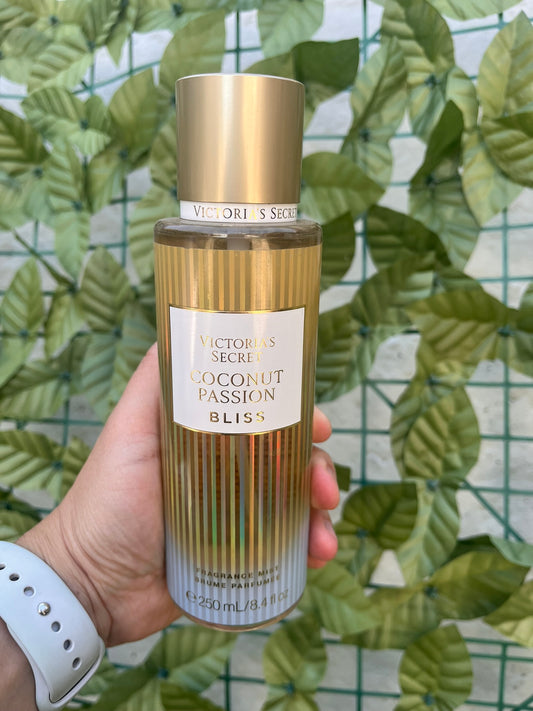 VICTORIA'S SECRET
VICTORIA'S
SECRET
COCONUT
PASSION
BLISS
FRAGRANCE MIST
BRUME PARFUMÉE
℮250 mL/8.4 fl.oz.